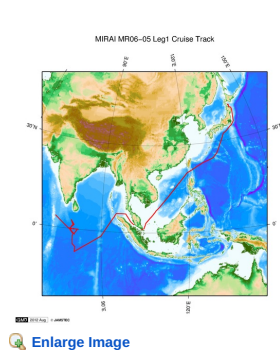 MIRAI MR06-05 Leg1 Cruise Track
90°E
120°E
150°E
30°N
30°N
0°
0°
120°E
GMT 2010 Aug
© JAMSTEC
Enlarge Image